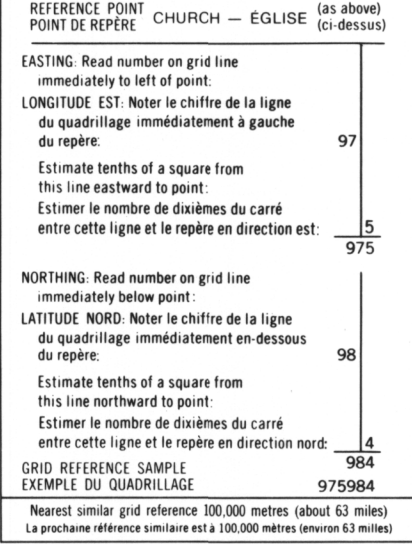 REFERENCE POINT CHURCH — ÉGLISE (as above)
POINT DE REPÈRE (ci-dessus)
EASTING: Read number on grid line
immediately to left of point:
LONGITUDE EST: Noter le chiffre de la ligne
du quadrillage immédiatement à gauche
du repère: 97
Estimate tenths of a square from
this line eastward to point:
Estimer le nombre de dixièmes du carré
entre cette ligne et le repère en direction est: 5
975
NORTHING: Read number on grid line
immediately below point:
LATITUDE NORD: Noter le chiffre de la ligne
du quadrillage immédiatement en-dessous
du repère: 98
Estimate tenths of a square from
this line northward to point:
Estimer le nombre de dixièmes du carré
entre cette ligne et le repère en direction nord: 4
GRID REFERENCE SAMPLE 984
EXEMPLE DU QUADRILLAGE 975984
Nearest similar grid reference 100,000 metres (about 63 miles)
La prochaine référence similaire est à 100,000 mètres (environ 63 milles)